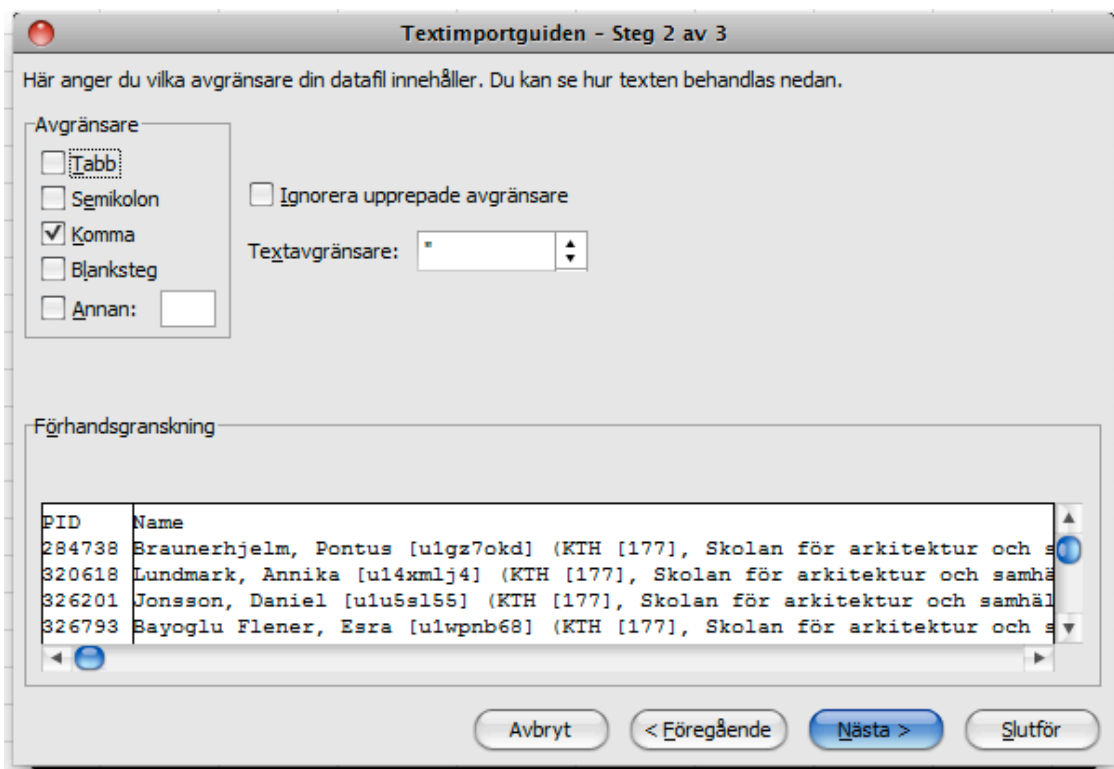 Textimportguiden – Steg 2 av 3
Här anger du vilka avgränsare din datafil innehåller. Du kan se hur texten behandlas nedan.
Avgränsare
Tabb
Semikolon
Komma
Blanksteg
Annan:
Ignorera upprepade avgränsare
Textavgränsare: "
Förhandsgranskning
PID Name
284738 Braunerhjelm, Pontus [u1gz7okd] (KTH [177], Skolan för arkitektur och s
320618 Lundmark, Annika [u14xmlj4] (KTH [177], Skolan för arkitektur och samhä
326201 Jonsson, Daniel [u1u5sl55] (KTH [177], Skolan för arkitektur och samhäl
326793 Bayoglu Flener, Esra [u1wpnb68] (KTH [177], Skolan för arkitektur och s
Avbryt < Föregående Nästa > Slutför